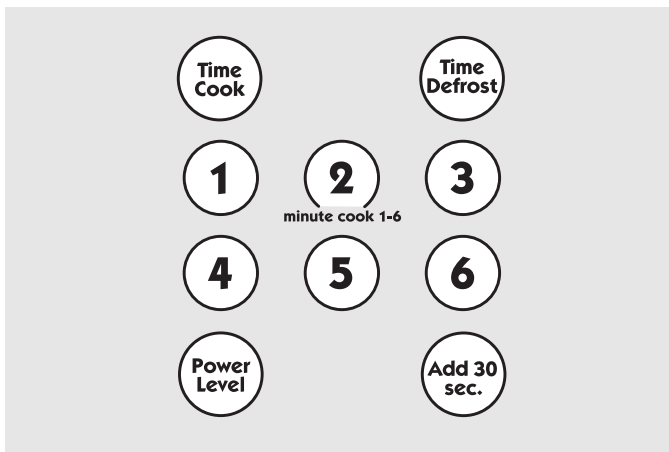 Time
Cook
Time
Defrost
1 2 3
minute cook 1-6
4 5 6
Power
Level
Add 30
sec.